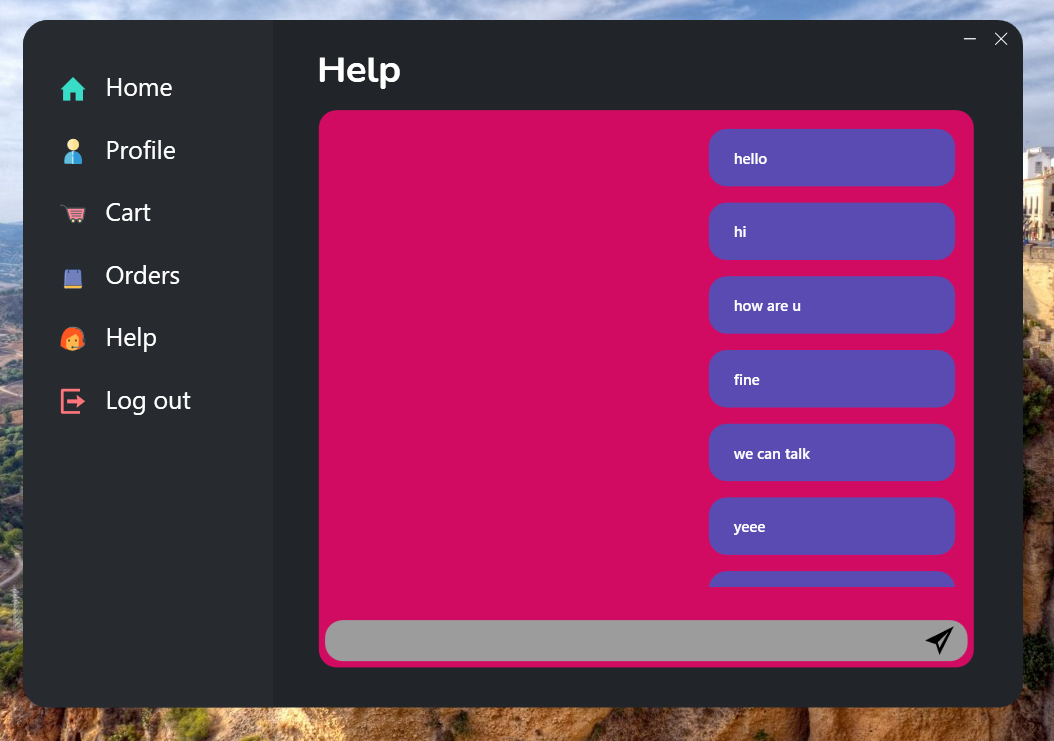 Help
Home
Profile
Cart
Orders
Help
Log out
hello
hi
how are u
fine
we can talk
yeee